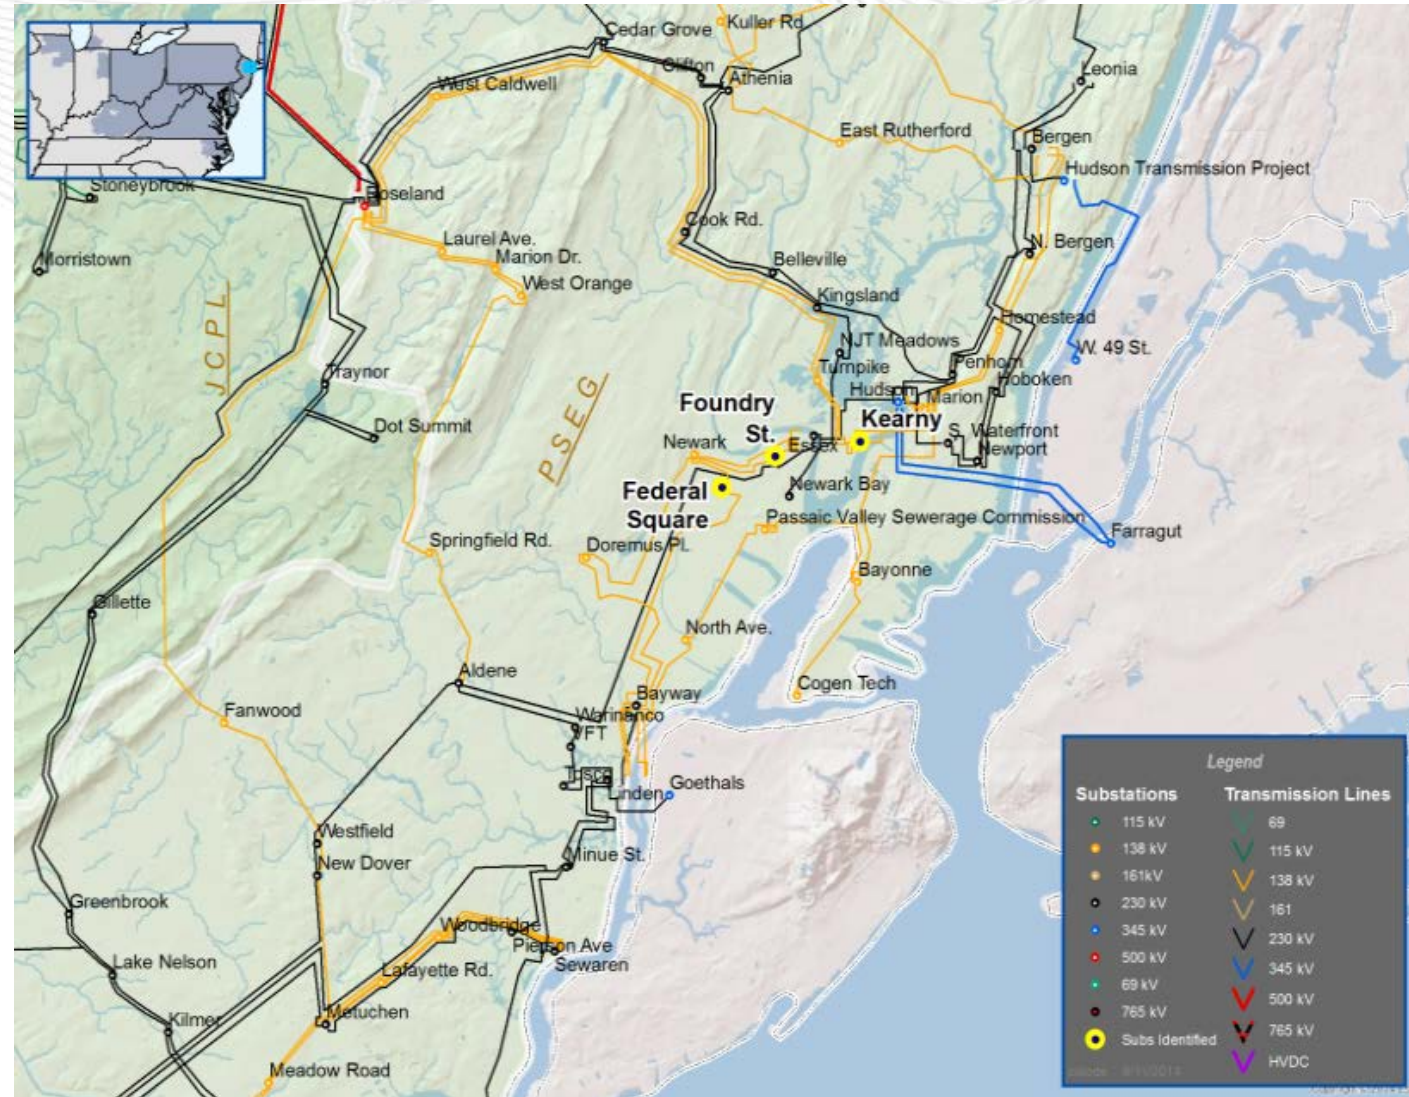 Cedar Grove
Kuller Rd
Clifton
Athenia
Leonia
West Caldwell
East Rutherford
Bergen
Hudson Transmission Project
Stoneybrook
Roseland
Cook Rd.
N. Bergen
Laurel Ave.
Marion Dr.
Morristown
Belleville
West Orange
JCPL
Kingsland
Homestead
NJT Meadows
W. 49 St.
Penhorn
Traynor
Turnpike
Hoboken
Hudson
Marion
PSEG
Foundry
St.
Kearny
Dot Summit
Newark
Essex
S. Waterfront
Newport
Federal
Square
Newark Bay
Passaic Valley Sewerage Commission
Farragut
Springfield Rd.
Doremus Pl.
Bayonne
Gillette
North Ave.
Aldene
Cogen Tech
Fanwood
Bayway
Warinanco
VFT
Tosco
Goethals
Linden
Westfield
Minue St.
New Dover
Greenbrook
Woodbridge
Pierson Ave
Sewaren
Lake Nelson
Lafayette Rd.
Kilmer
Metuchen
Meadow Road
Legend
Substations Transmission Lines
115 kV 69
138 kV 115 kV
161kV 138 kV
230 kV 161
345 kV 230 kV
500 kV 345 kV
69 kV 500 kV
765 kV 765 kV
Subs Identified HVDC